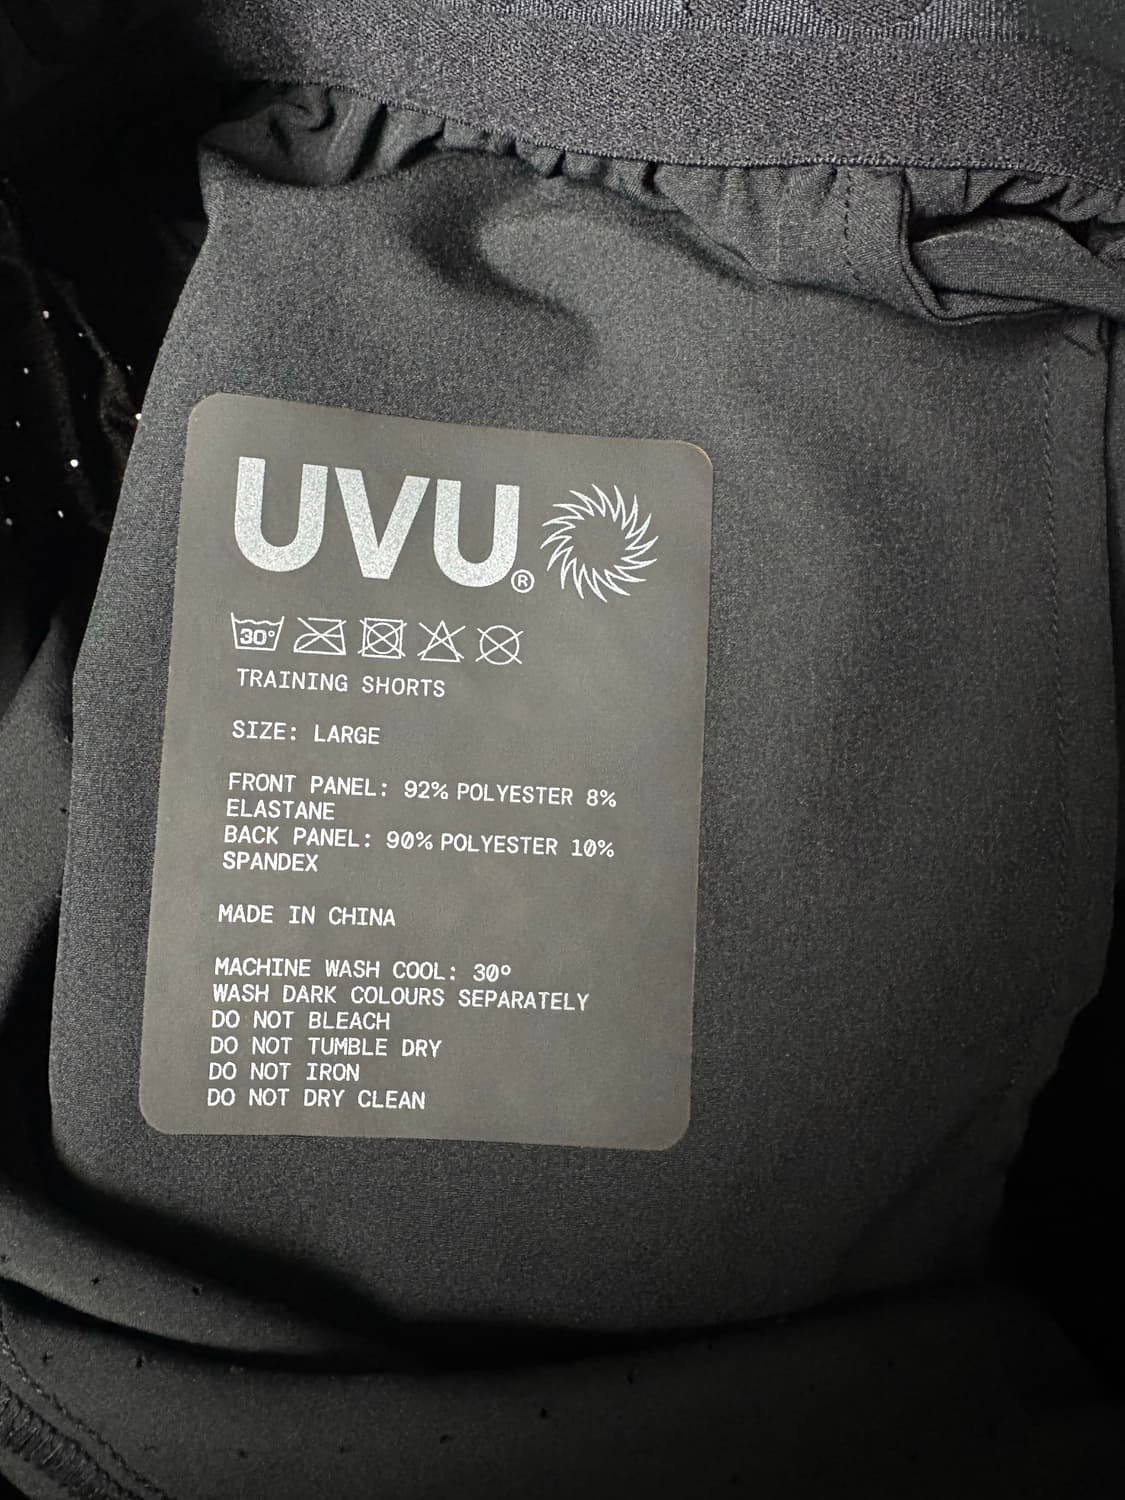 UVU®
30°
TRAINING SHORTS
SIZE: LARGE
FRONT PANEL: 92% POLYESTER 8%
ELASTANE
BACK PANEL: 90% POLYESTER 10%
SPANDEX
MADE IN CHINA
MACHINE WASH COOL: 30º
WASH DARK COLOURS SEPARATELY
DO NOT BLEACH
DO NOT TUMBLE DRY
DO NOT IRON
DO NOT DRY CLEAN